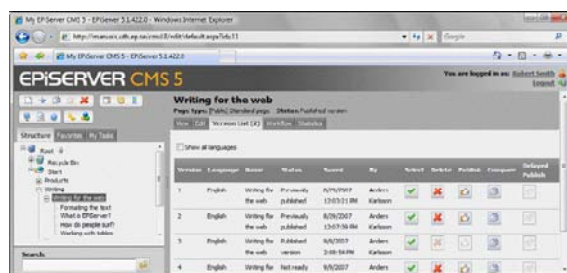 My EPiServer CMS 5 - EPiServer 5.1.422.0 - Windows Internet Explorer
Google
My EPiServer CMS 5 - EPiServer 5.1.422.0
EPiSERVER CMS 5
You are logged in as: Robert Smith
Logout
Writing for the web
Page type: [Public] Standard page Status: Published version
View Edit Version List (2) Workflow Statistics
Structure Favorites My Tasks
Show all languages
Root
Recycle Bin
Start
Products
Writing
Writing for the web
Formating the text
What is EPiServer?
How do people surf?
Working with tables
Search
Version Language Name Status Saved By Select Delete Publish Compare Delayed Publish
1 English Writing for the web Previously published 12:03:21 PM Anders Karlsson
2 English Writing for the web Previously published 8/29/2007 Anders Karlsson
3 English Writing for the web Published version 9/9/2007 Anders Karlsson
4 English Writing for Not ready 9/9/2007 Anders